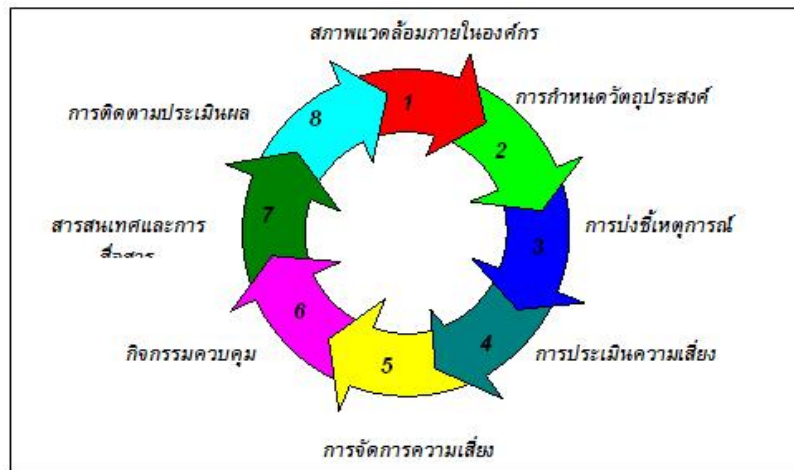 สภาพแวดล้อมภายในองค์กร
1
การกำหนดวัตถุประสงค์
2
การบ่งชี้เหตุการณ์
3
การประเมินความเสี่ยง
4
การจัดการความเสี่ยง
5
กิจกรรมควบคุม
6
สารสนเทศและการ
7
การติดตามประเมินผล
8